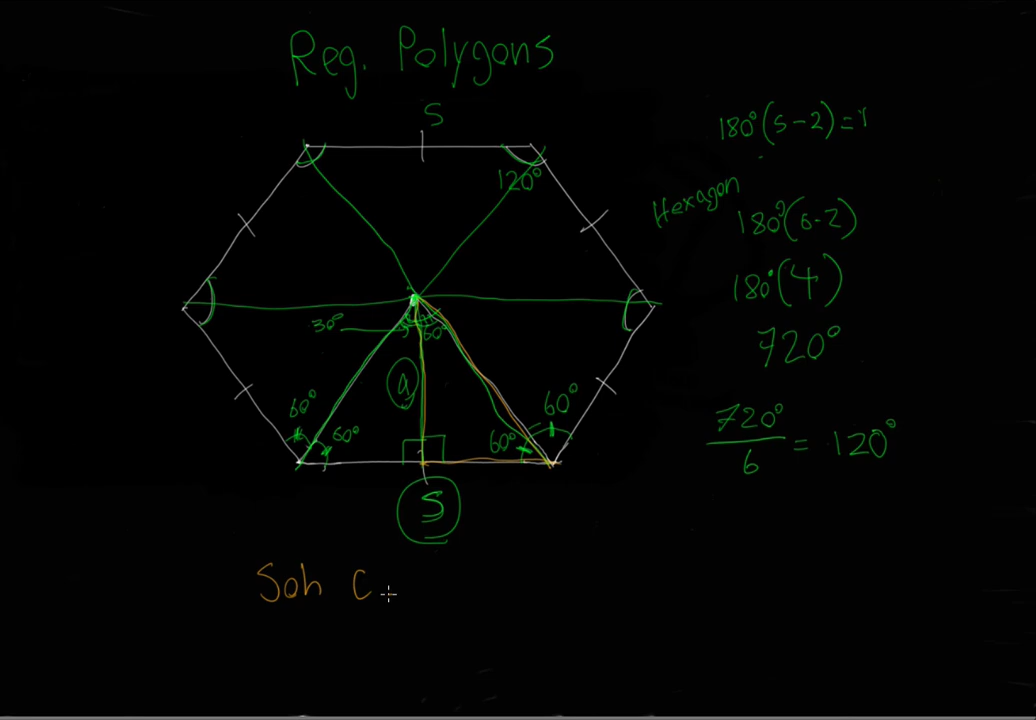 Reg. Polygons
S
180°(s-2)=
120°
Hexagon
180°(6-2)
180°(4)
30°
60°
720°
a
60°
60°
60°
60°
720°/6 = 120°
S
Soh C